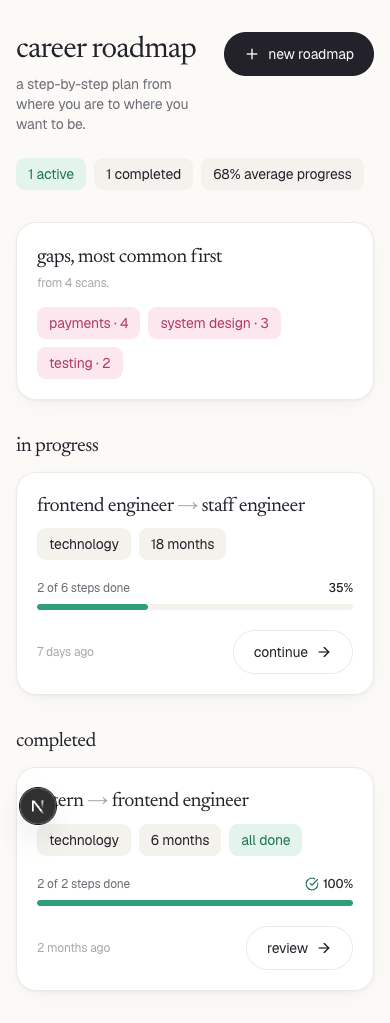 career roadmap
+ new roadmap
a step-by-step plan from
where you are to where you
want to be.
1 active
1 completed
68% average progress
gaps, most common first
from 4 scans.
payments · 4
system design · 3
testing · 2
in progress
frontend engineer → staff engineer
technology
18 months
2 of 6 steps done
35%
7 days ago
continue →
completed
tern → frontend engineer
N
technology
6 months
all done
2 of 2 steps done
100%
2 months ago
review →